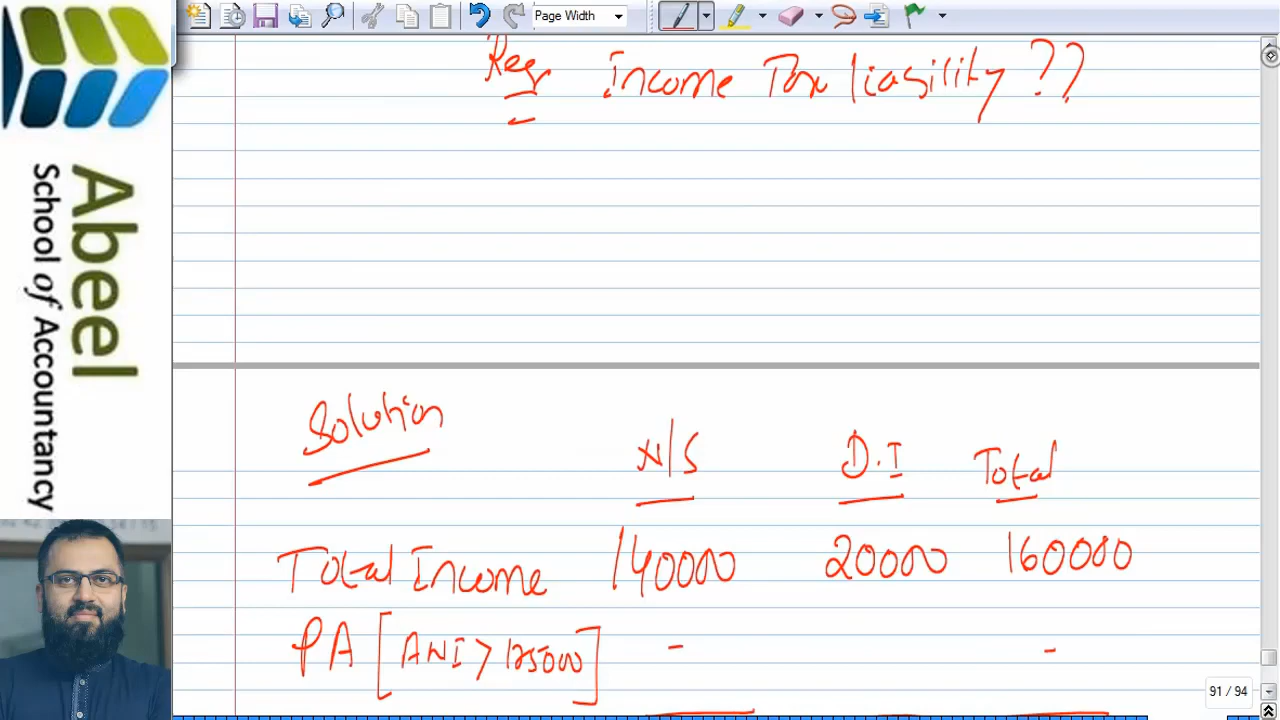 Page Width
Req Income Tax liability ??
Abeel
School of Accountancy
Solution
N/S D.I Total
Total Income 140000 20000 160000
PA [ANI > 125000] - -
91 / 94